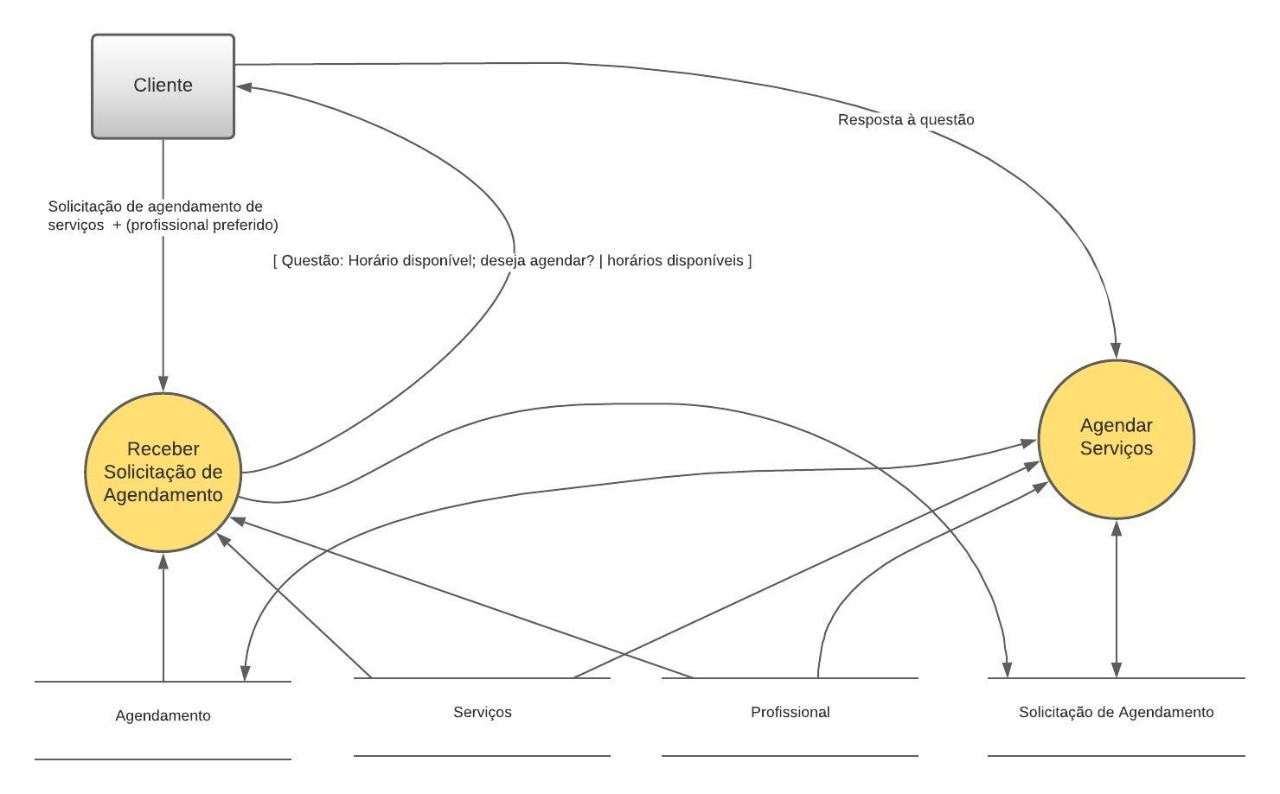 Cliente
Resposta à questão
Solicitação de agendamento de
serviços + (profissional preferido)
[ Questão: Horário disponível; deseja agendar? | horários disponíveis ]
Agendar
Serviços
Receber
Solicitação de
Agendamento
Agendamento
Serviços
Profissional
Solicitação de Agendamento